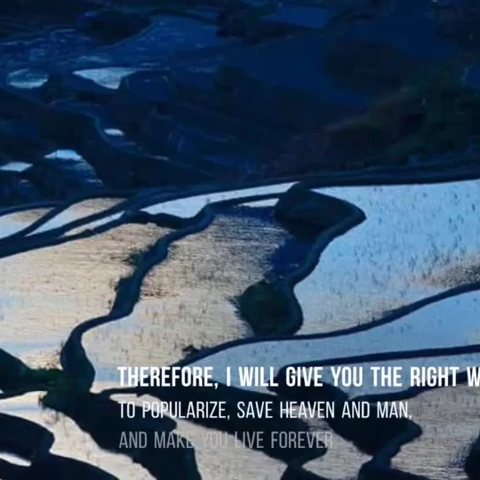 THEREFORE, I WILL GIVE YOU THE RIGHT
TO POPULARIZE, SAVE HEAVEN AND MAN,
AND MAKE YOU LIVE FOREVER